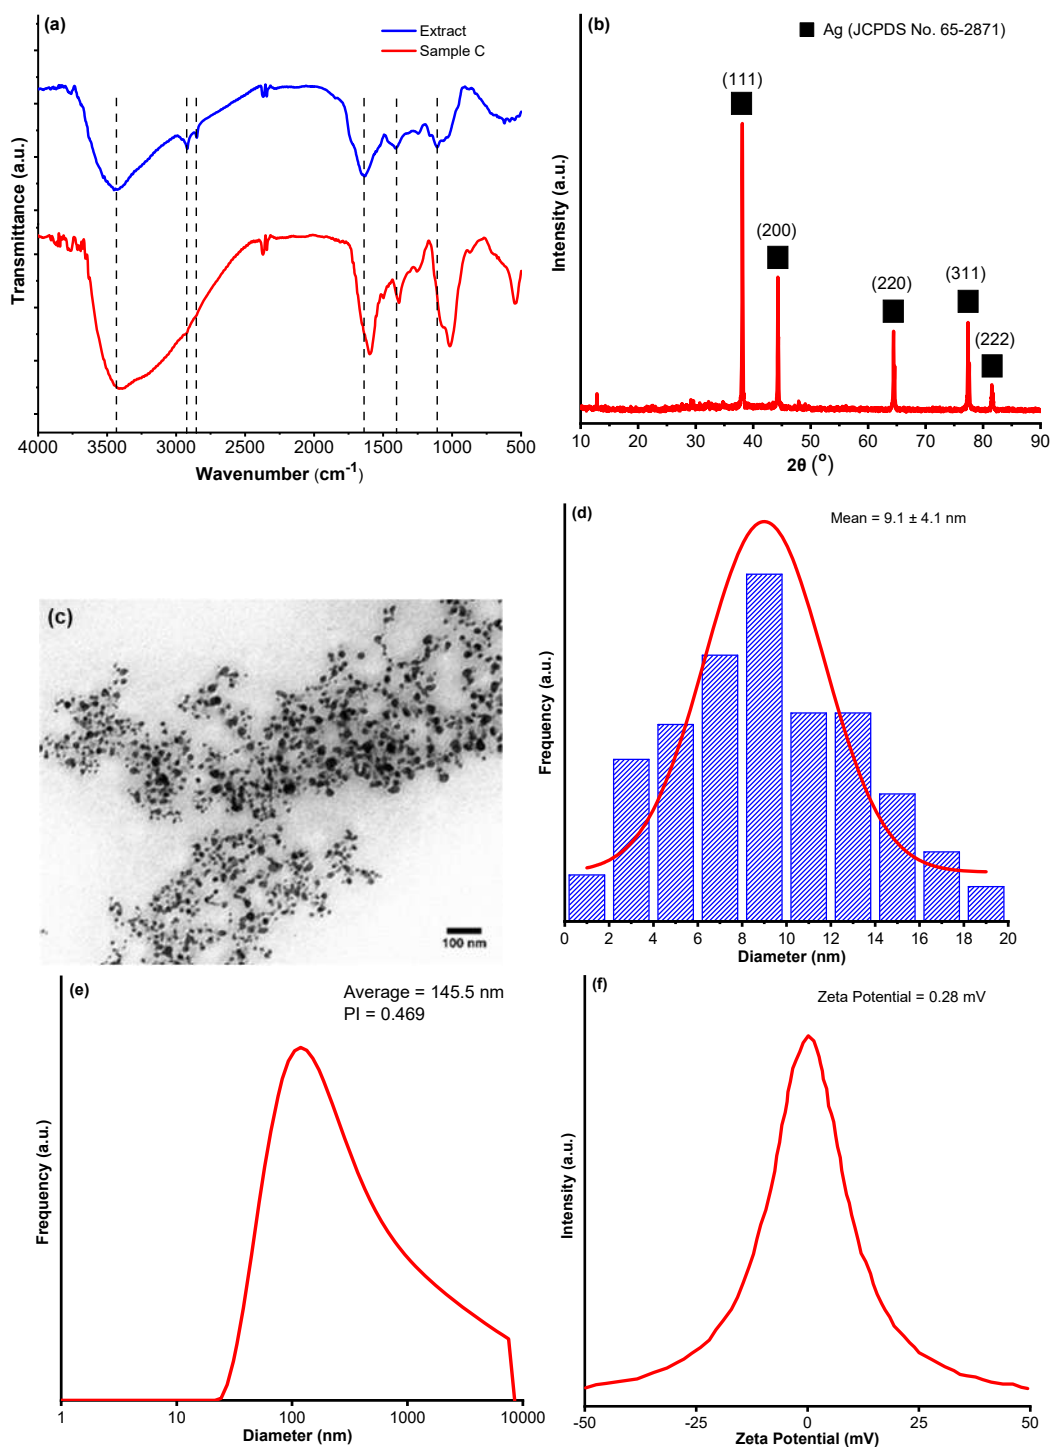 (a)
Extract
Sample C
Transmittance (a.u.)
4000 3500 3000 2500 2000 1500 1000 500
Wavenumber (cm⁻¹)
(b)
Ag (JCPDS No. 65-2871)
(111)
(200)
(220)
(311)
(222)
Intensity (a.u.)
10 20 30 40 50 60 70 80 90
2θ (°)
(c)
100 nm
(d)
Mean = 9.1 ± 4.1 nm
Frequency (a.u.)
0 2 4 6 8 10 12 14 16 18 20
Diameter (nm)
(e)
Average = 145.5 nm
PI = 0.469
Frequency (a.u.)
1 10 100 1000 10000
Diameter (nm)
(f)
Zeta Potential = 0.28 mV
Intensity (a.u.)
-50 -25 0 25 50
Zeta Potential (mV)